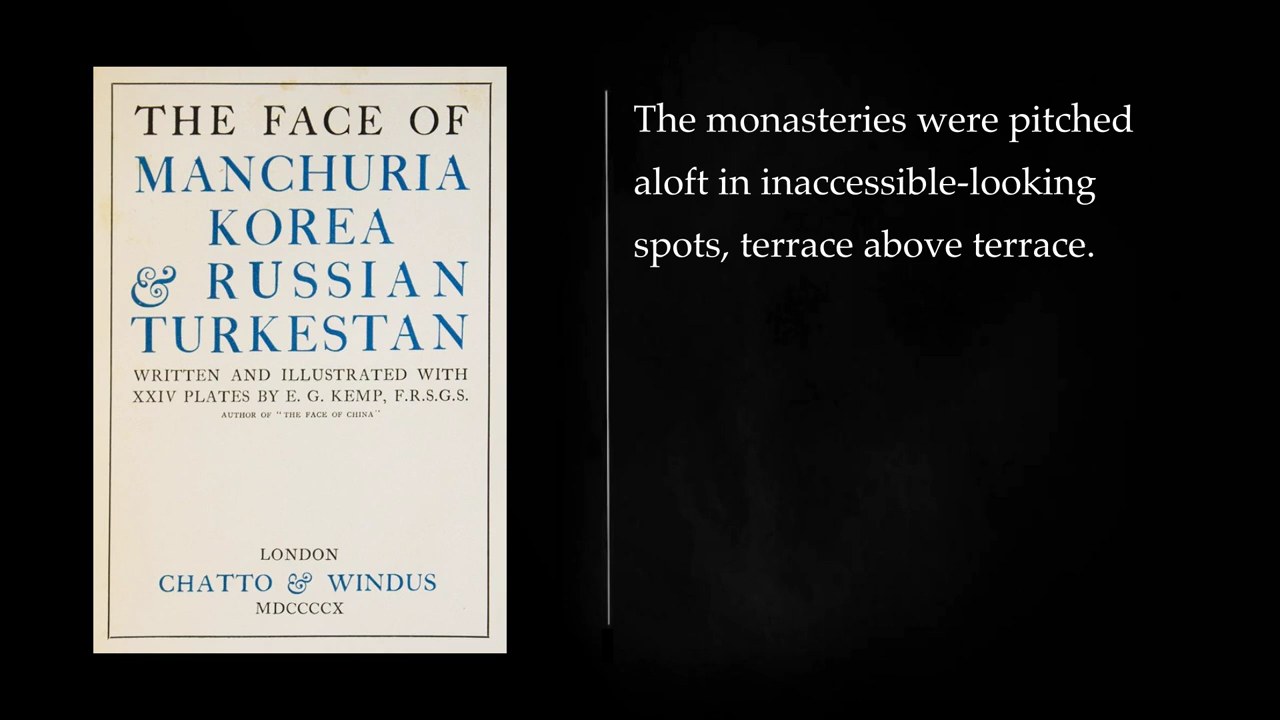 THE FACE OF
MANCHURIA
KOREA
& RUSSIAN
TURKESTAN
WRITTEN AND ILLUSTRATED WITH
XXIV PLATES BY E. G. KEMP, F.R.S.G.S.
AUTHOR OF "THE FACE OF CHINA"
LONDON
CHATTO & WINDUS
MDCCCCX
The monasteries were pitched
aloft in inaccessible-looking
spots, terrace above terrace.